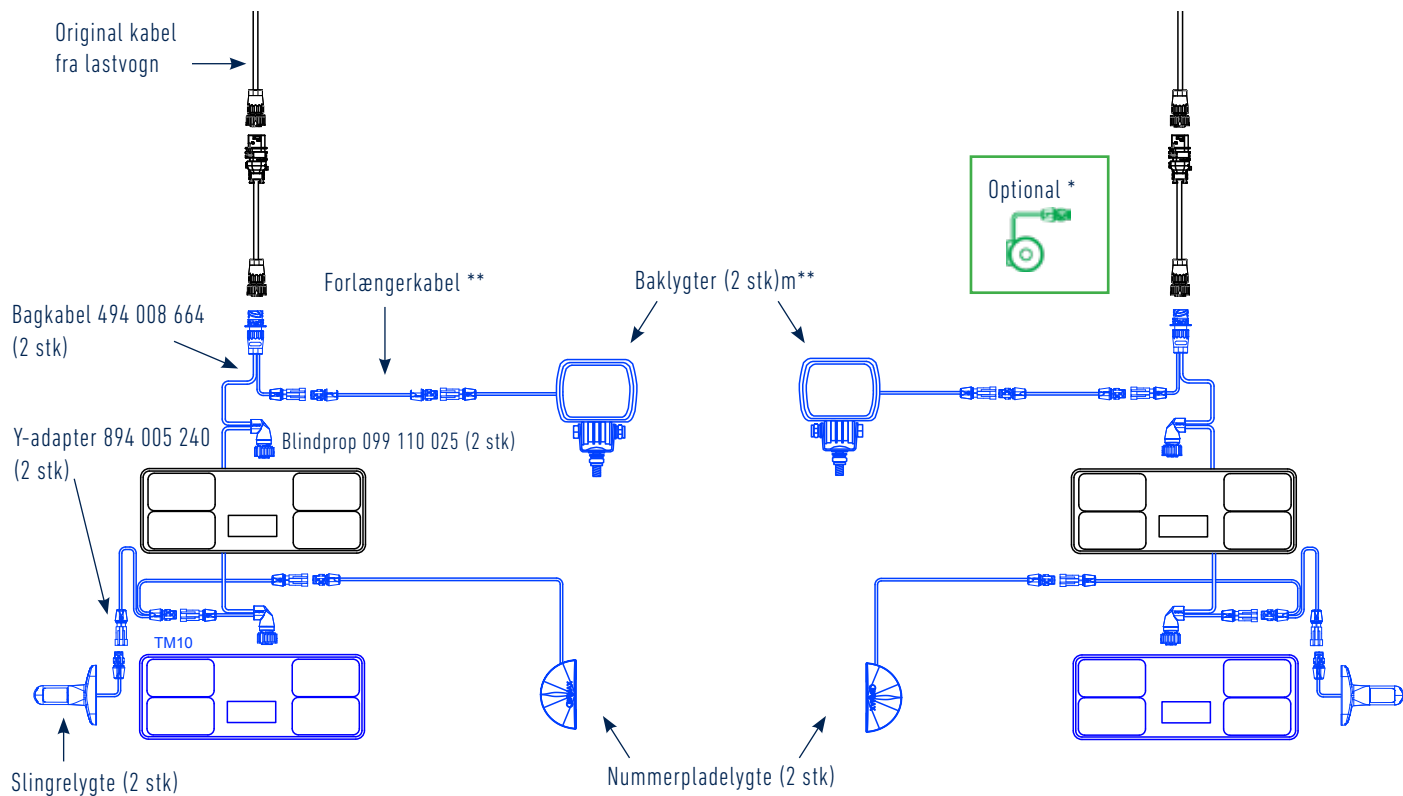 Original kabel
fra lastvogn
Optional *
Forlængerkabel **
Baklygter (2 stk)m**
Bagkabel 494 008 664
(2 stk)
Y-adapter 894 005 240
(2 stk)
Blindprop 099 110 025 (2 stk)
TM10
Slingrelygte (2 stk)
Nummerpladelygte (2 stk)